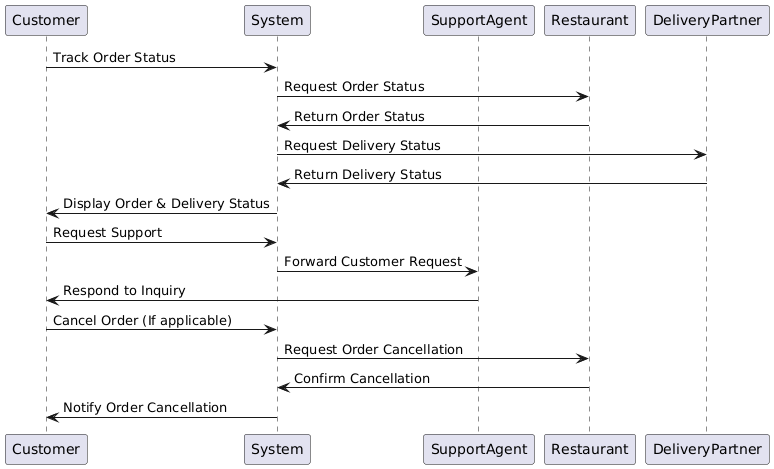 Customer
System
SupportAgent
Restaurant
DeliveryPartner
Track Order Status
Request Order Status
Return Order Status
Request Delivery Status
Return Delivery Status
Display Order & Delivery Status
Request Support
Forward Customer Request
Respond to Inquiry
Cancel Order (If applicable)
Request Order Cancellation
Confirm Cancellation
Notify Order Cancellation
Customer
System
SupportAgent
Restaurant
DeliveryPartner